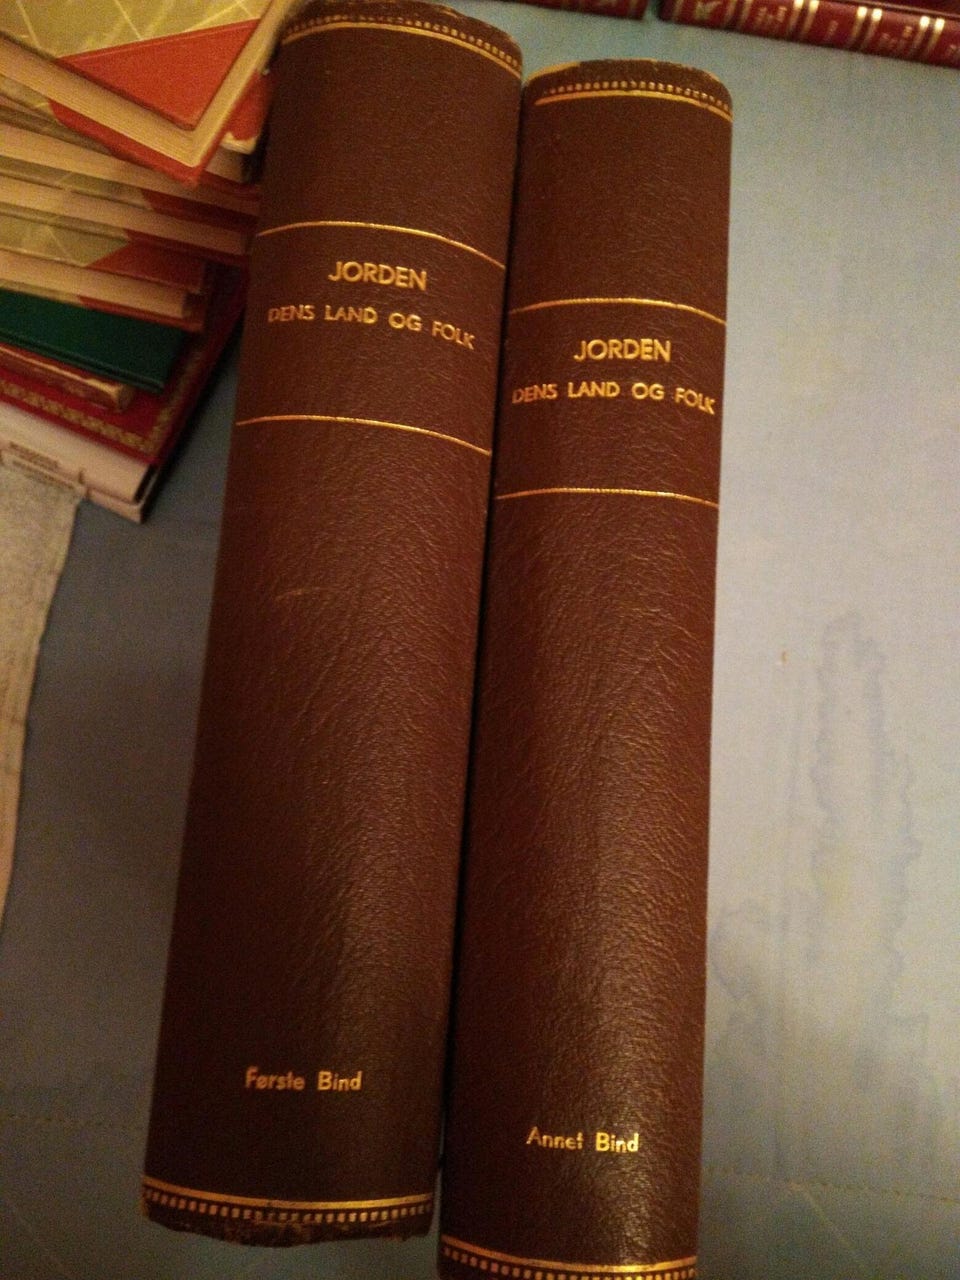 JORDEN
DENS LAND OG FOLK
Første Bind
JORDEN
DENS LAND OG FOLK
Annet Bind